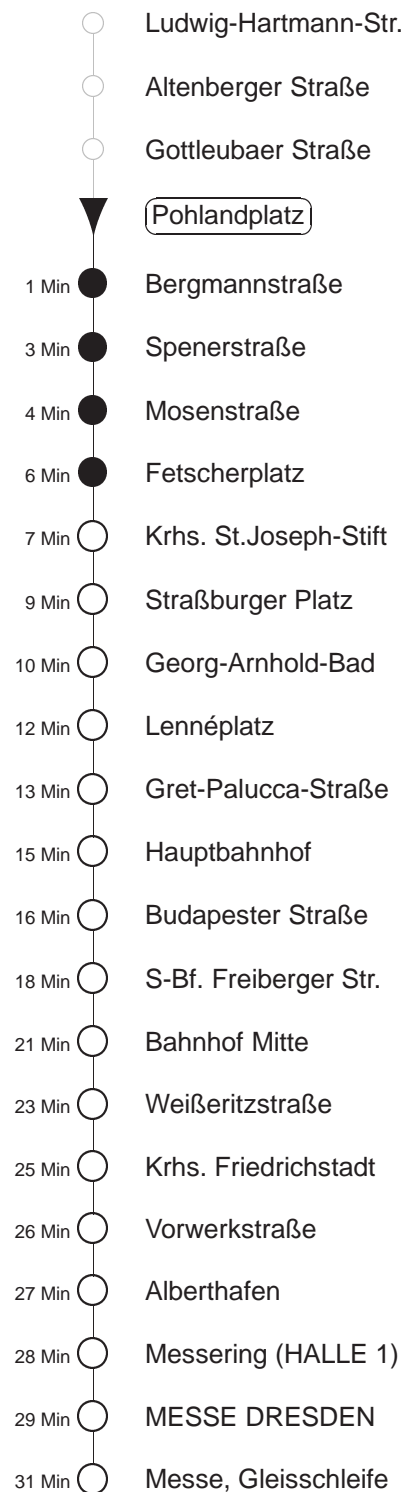 Ludwig-Hartmann-Str.
Altenberger Straße
Gottleubaer Straße
Pohlandplatz
1 Min Bergmannstraße
3 Min Spenerstraße
4 Min Mosenstraße
6 Min Fetscherplatz
7 Min Krhs. St.Joseph-Stift
9 Min Straßburger Platz
10 Min Georg-Arnhold-Bad
12 Min Lennéplatz
13 Min Gret-Palucca-Straße
15 Min Hauptbahnhof
16 Min Budapester Straße
18 Min S-Bf. Freiberger Str.
21 Min Bahnhof Mitte
23 Min Weißeritzstraße
25 Min Krhs. Friedrichstadt
26 Min Vorwerkstraße
27 Min Alberthafen
28 Min Messering (HALLE 1)
29 Min MESSE DRESDEN
31 Min Messe, Gleisschleife